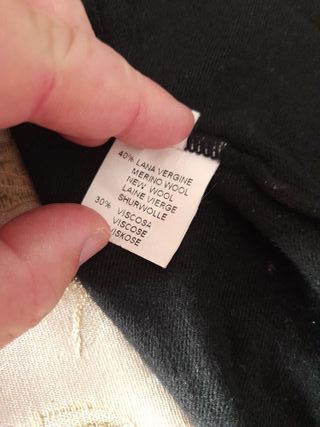 40% LANA VERGINE
MERINO WOOL
NEW WOOL
LAINE VIERGE
SHURWOLLE
30% VISCOSA
VISCOSE
VISKOSE